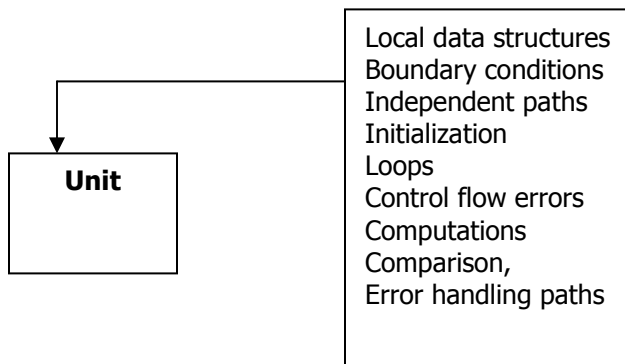 Local data structures
Boundary conditions
Independent paths
Initialization
Loops
Control flow errors
Computations
Comparison,
Error handling paths
Unit